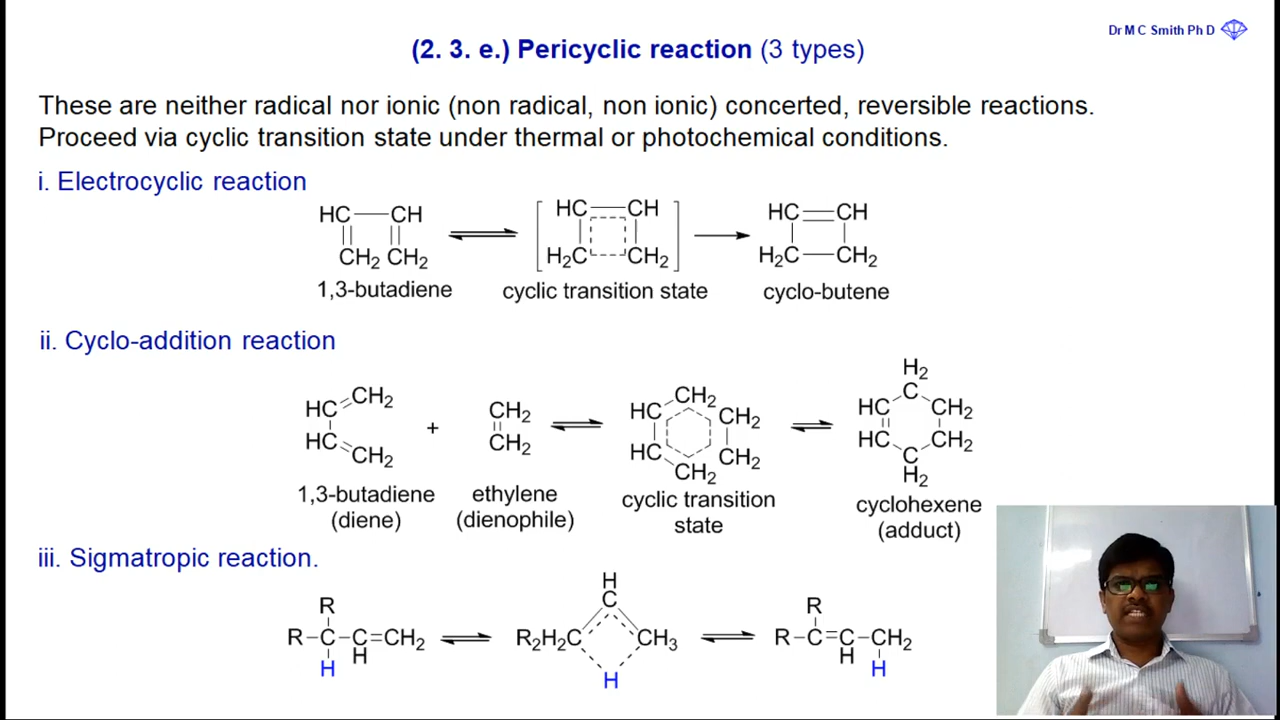 Dr M C Smith Ph D
(2. 3. e.) Pericyclic reaction (3 types)
These are neither radical nor ionic (non radical, non ionic) concerted, reversible reactions.
Proceed via cyclic transition state under thermal or photochemical conditions.
i. Electrocyclic reaction
HC CH HC CH HC CH
CH2 CH2 H2C CH2 H2C CH2
1,3-butadiene cyclic transition state cyclo-butene
ii. Cyclo-addition reaction
H2
CH2 CH2 C
HC CH2 HC CH2 HC CH2
+
HC CH2 HC CH2 HC CH2
CH2 CH2 C
H2
1,3-butadiene ethylene cyclic transition cyclohexene
(diene) (dienophile) state (adduct)
iii. Sigmatropic reaction.
H
R C R
R-C-C=CH2 R2H2C CH3 R-C=C-CH2
H H H H H